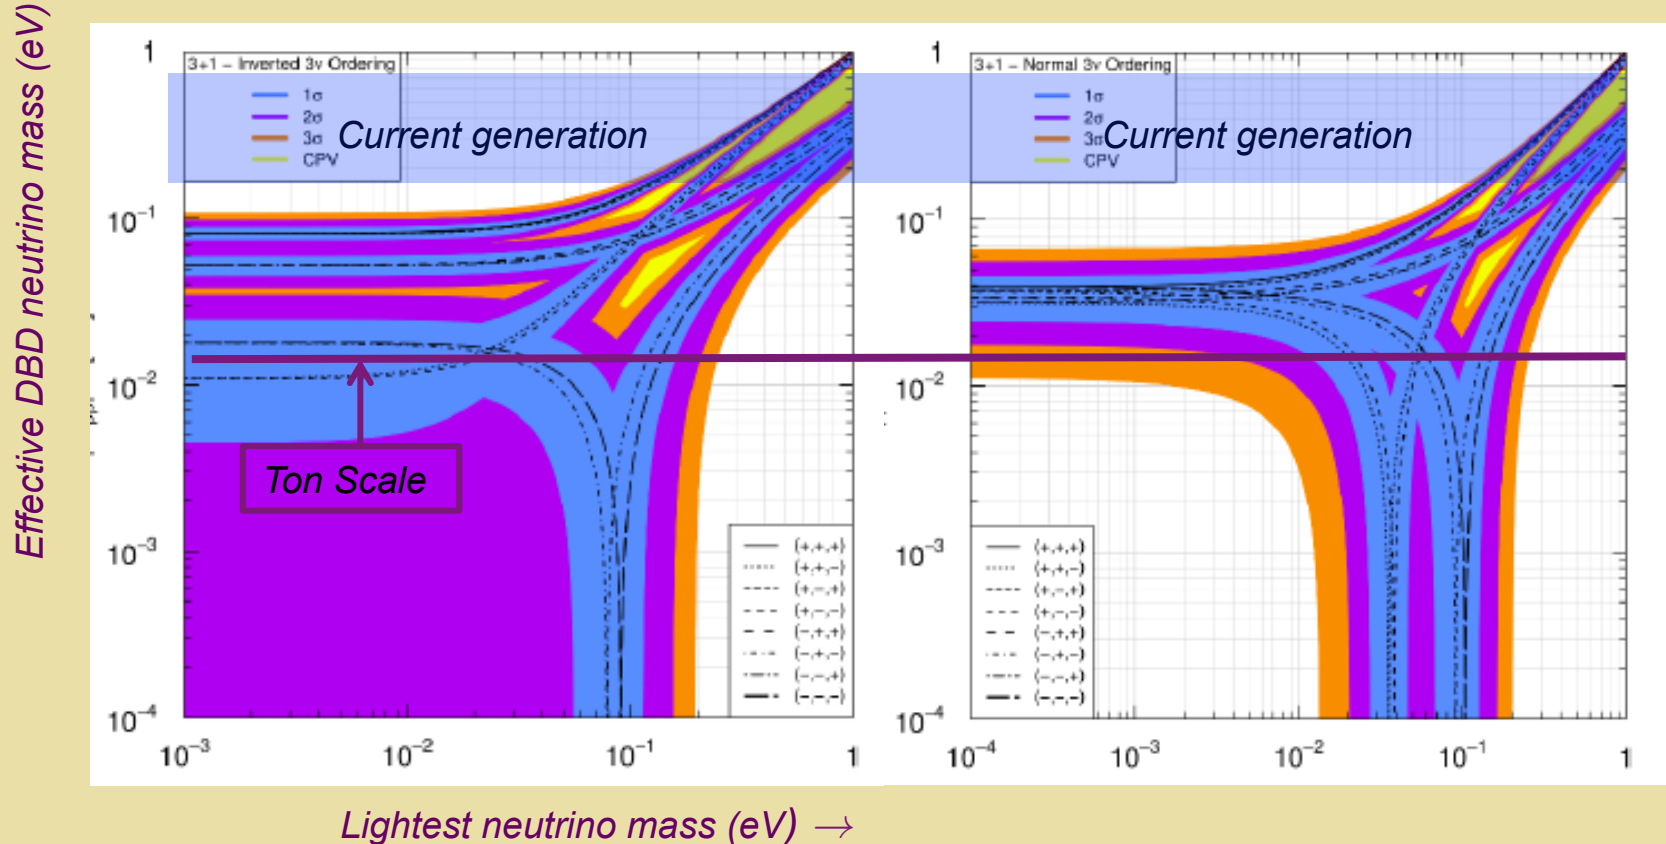 Effective DBD neutrino mass (eV)
3+1 – Inverted 3ν Ordering
1σ
2σ
3σ
CPV
Current generation
1
10⁻¹
10⁻²
10⁻³
10⁻⁴
Ton Scale
(+,+,+)
(+,+,−)
(+,−,+)
(+,−,−)
(−,+,+)
(−,+,−)
(−,−,+)
(−,−,−)
10⁻³ 10⁻² 10⁻¹ 1
3+1 – Normal 3ν Ordering
1σ
2σ
3σ
CPV
Current generation
1
10⁻¹
10⁻²
10⁻³
10⁻⁴
(+,+,+)
(+,+,−)
(+,−,+)
(+,−,−)
(−,+,+)
(−,+,−)
(−,−,+)
(−,−,−)
10⁻⁴ 10⁻³ 10⁻² 10⁻¹ 1
Lightest neutrino mass (eV) →